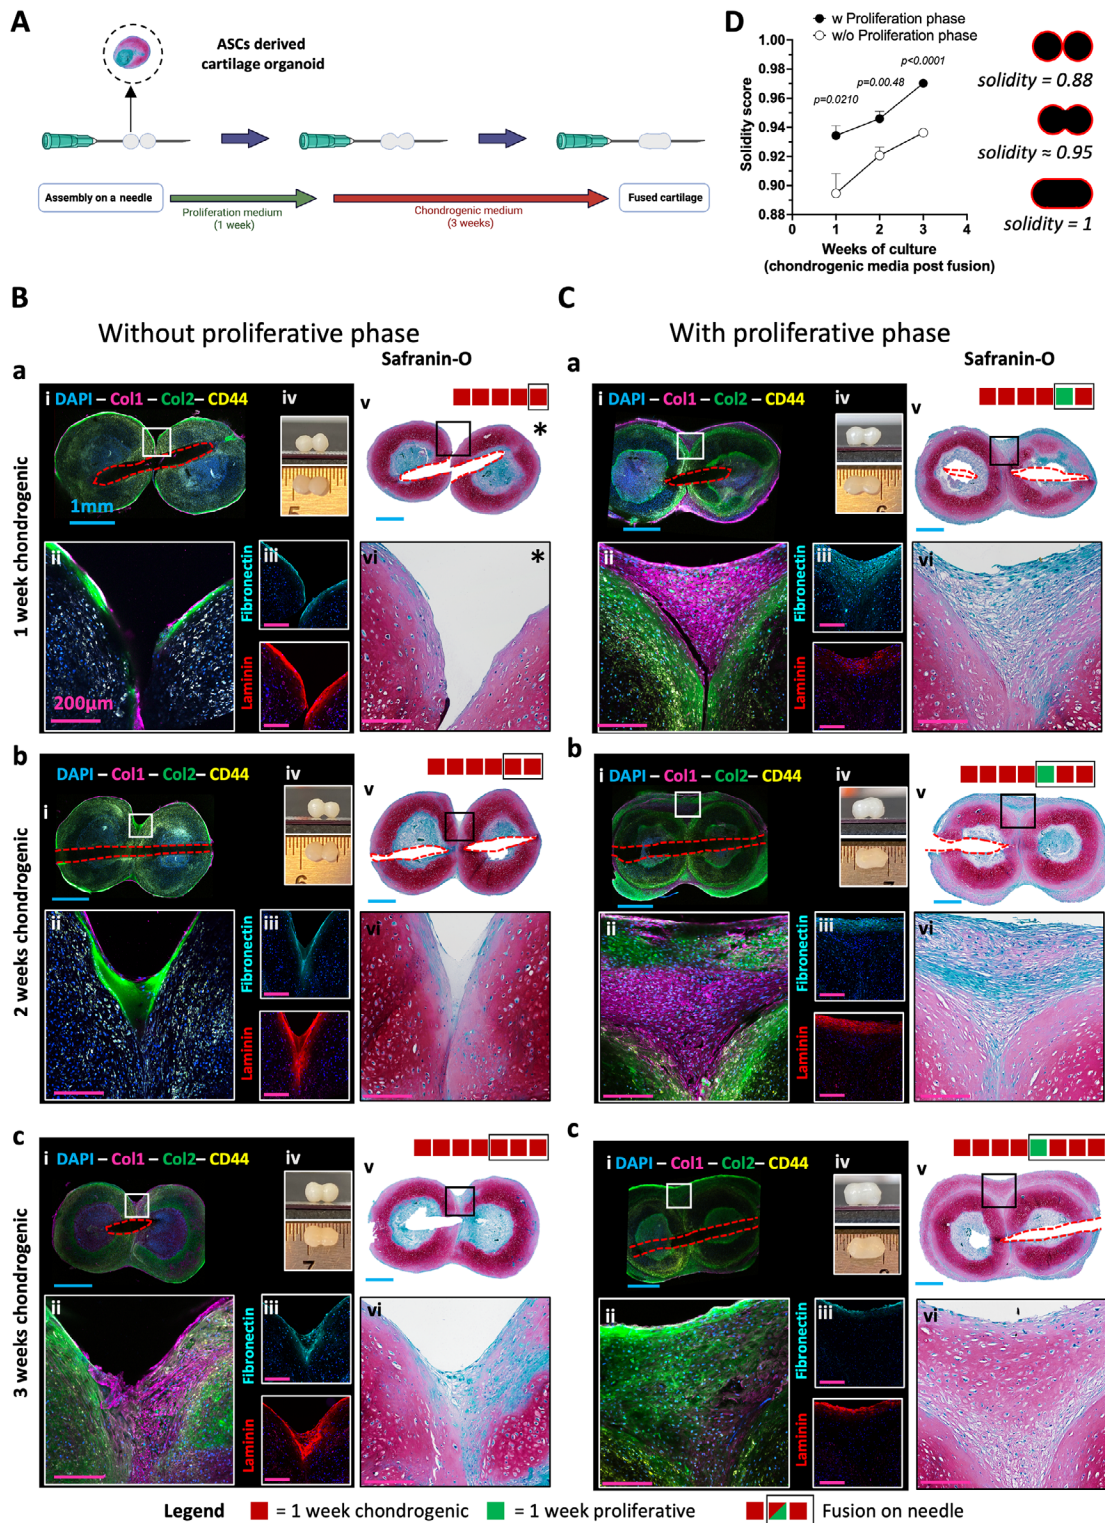 A
ASCs derived
cartilage organoid
Assembly on a needle
Proliferation medium
(1 week)
Chondrogenic medium
(3 weeks)
Fused cartilage
D
w Proliferation phase
w/o Proliferation phase
Solidity score
1.00
0.98
0.96
0.94
0.92
0.90
0.88
p=0.0210
p=0.00.48
p<0.0001
0 1 2 3 4
Weeks of culture
(chondrogenic media post fusion)
solidity = 0.88
solidity ≈ 0.95
solidity = 1
B
Without proliferative phase
Safranin-O
1 week chondrogenic
a
i DAPI – Col1 – Col2 – CD44
1mm
iv
5
v
*
ii
200µm
iii
Fibronectin
Laminin
vi
*
2 weeks chondrogenic
b
DAPI – Col1 – Col2 – CD44
i
iv
6
v
ii
iii
Fibronectin
Laminin
vi
3 weeks chondrogenic
c
i DAPI – Col1 – Col2 – CD44
iv
7
v
ii
iii
Fibronectin
Laminin
vi
C
With proliferative phase
Safranin-O
a
i DAPI – Col1 – Col2 – CD44
iv
6
v
ii
iii
Fibronectin
Laminin
vi
b
i DAPI – Col1 – Col2 – CD44
iv
v
ii
iii
Fibronectin
Laminin
vi
c
i DAPI – Col1 – Col2 – CD44
iv
v
ii
iii
Fibronectin
Laminin
vi
Legend
= 1 week chondrogenic
= 1 week proliferative
Fusion on needle